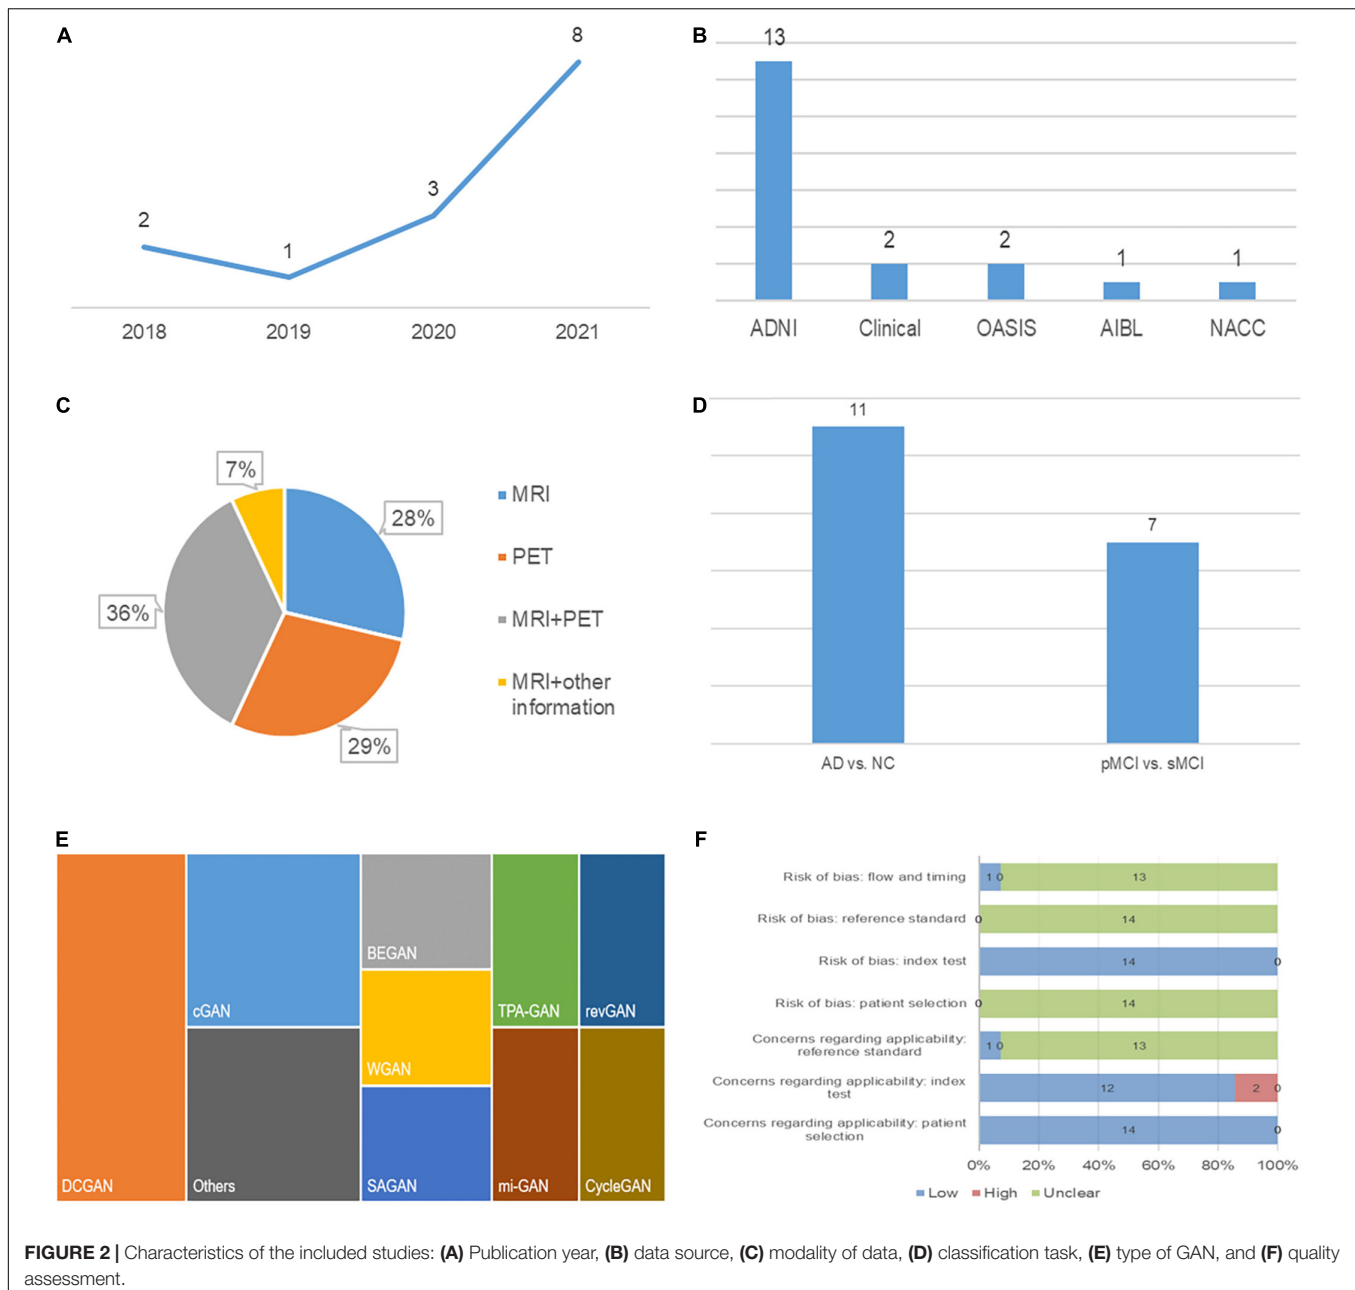 A
8
3
2
1
2018 2019 2020 2021
B
13
2 2
1 1
ADNI Clinical OASIS AIBL NACC
C
7%
28%
36%
29%
MRI
PET
MRI+PET
MRI+other
information
D
11
7
AD vs. NC pMCI vs. sMCI
E
BEGAN
cGAN TPA-GAN revGAN
WGAN
DCGAN Others SAGAN mi-GAN CycleGAN
F
Risk of bias: flow and timing 1 0 13
Risk of bias: reference standard 0 14
Risk of bias: index test 14 0
Risk of bias: patient selection 0 14
Concerns regarding applicability:
reference standard 1 0 13
Concerns regarding applicability: index
test 12 2 0
Concerns regarding applicability: patient
selection 14 0
0% 20% 40% 60% 80% 100%
Low High Unclear
FIGURE 2 | Characteristics of the included studies: (A) Publication year, (B) data source, (C) modality of data, (D) classification task, (E) type of GAN, and (F) quality
assessment.